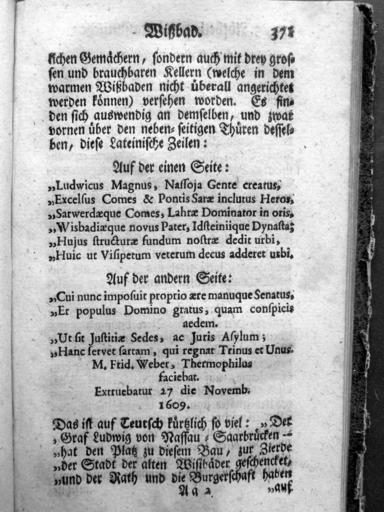 Wißbad. 371
lichen Gemächern, sondern auch mit drey gros-
sen und brauchbaren Kellern (welche in dem
warmen Wißbaden nicht überall angerichtet
werden können) versehen worden. Es fin-
den sich auswendig an demselben, und zwar
vornen über den neben-seitigen Thüren dessel-
ben, diese Lateinische Zeilen:
Auf der einen Seite:
„Ludwicus Magnus, Nassoja Gente creatus,
„Excelsus Comes & Pontis Saræ inclutus Heros,
„Sarwerdæque Comes, Lahræ Dominator in oris,
„Wisbadiæque novus Pater, Idsteiniique Dynasta;
„Hujus structuræ fundum nostræ dedit urbi,
„Huic ut Visipetum veterum decus adderet urbi.
Auf der andern Seite:
„Cui nunc imposuit proprio ære manuque Senatus,
„Et populus Domino gratus, quam conspicis
aedem.
„Ut sit Justitiæ Sedes, ac Juris Asylum;
„Hanc servet sartam, qui regnat Trinus et Unus.
M. Frid. Weber, Thermophilus
faciebat.
Extruebatur 27 die Novemb.
1609.
Das ist auf Teutsch kürtzlich so viel: „Der
„Graf Ludwig von Nassau-Saarbrücken
„hat den Platz zu diesem Bau, zur Zierde
„der Stadt der alten Wißbäder geschencket,
„und der Rath und die Burgerschaft haben
Aa 2 „auf